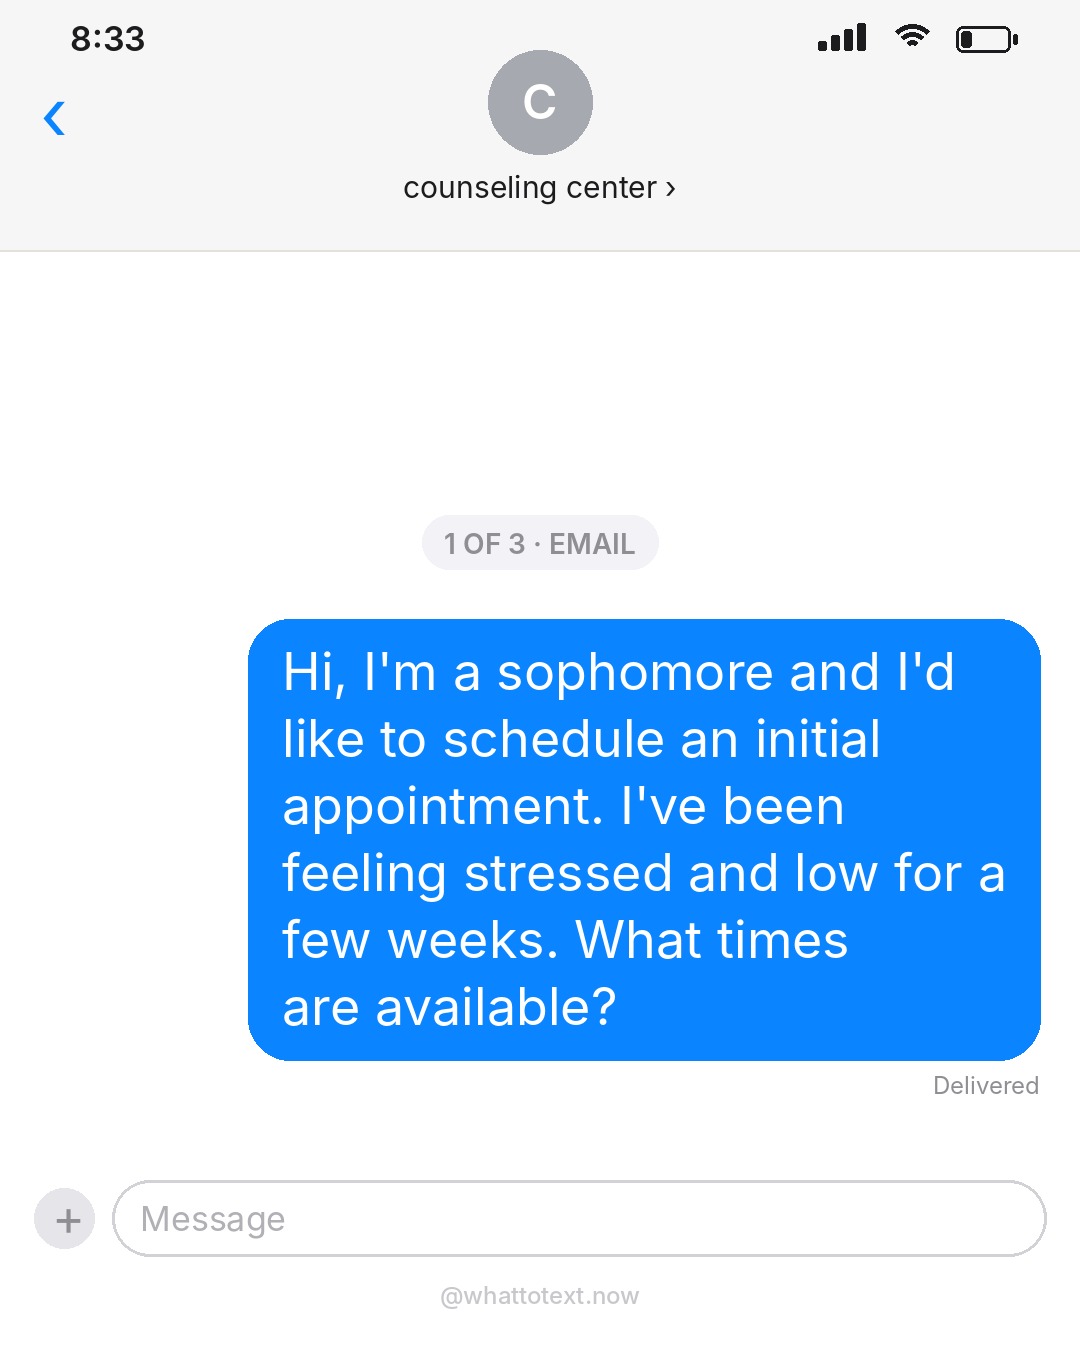 8:33
C
counseling center ›
1 OF 3 · EMAIL
Hi, I'm a sophomore and I'd
like to schedule an initial
appointment. I've been
feeling stressed and low for a
few weeks. What times
are available?
Delivered
+
Message
@whattotext.now